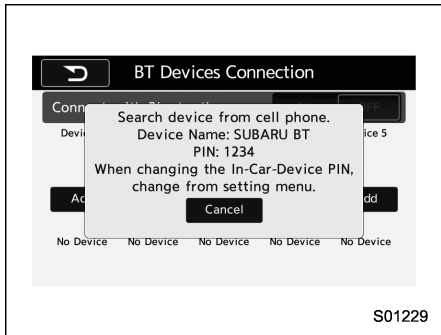 BT Devices Connection
Search device from cell phone.
Device Name: SUBARU BT
PIN: 1234
When changing the In-Car-Device PIN,
change from setting menu.
Cancel
No Device No Device No Device No Device No Device
S01229